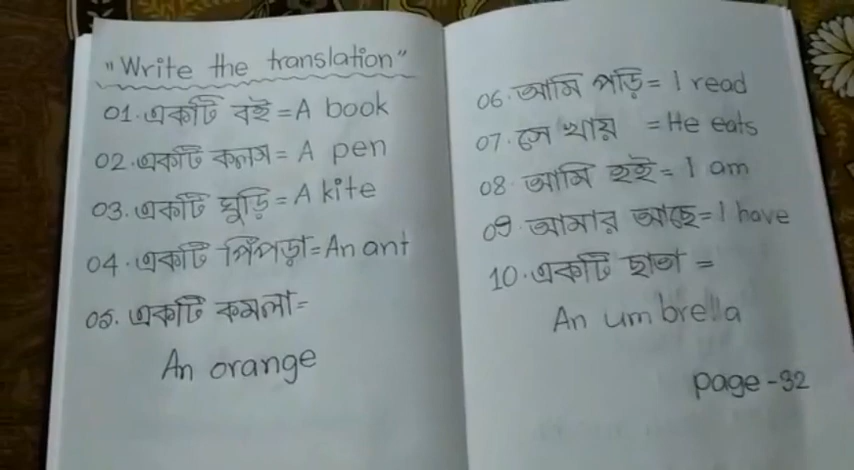 "Write the translation"
01. একটি বই = A book
02. একটি কলম = A pen
03. একটি ঘুড়ি = A kite
04. একটি পিঁপড়া = An ant
05. একটি কমলা =
An orange
06. আমি পড়ি = I read
07. সে খায় = He eats
08. আমি হই = I am
09. আমার আছে = I have
10. একটি ছাতা =
An umbrella
page - 32